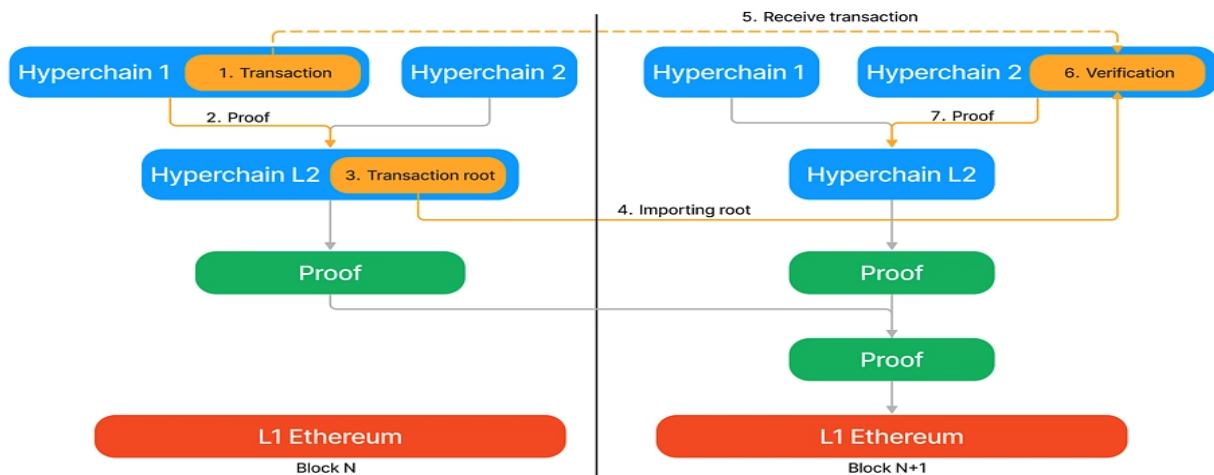 5. Receive transaction
Hyperchain 1
1. Transaction
Hyperchain 2
Hyperchain 1
Hyperchain 2
6. Verification
2. Proof
7. Proof
Hyperchain L2
3. Transaction root
Hyperchain L2
4. Importing root
Proof
Proof
Proof
L1 Ethereum
L1 Ethereum
Block N
Block N+1